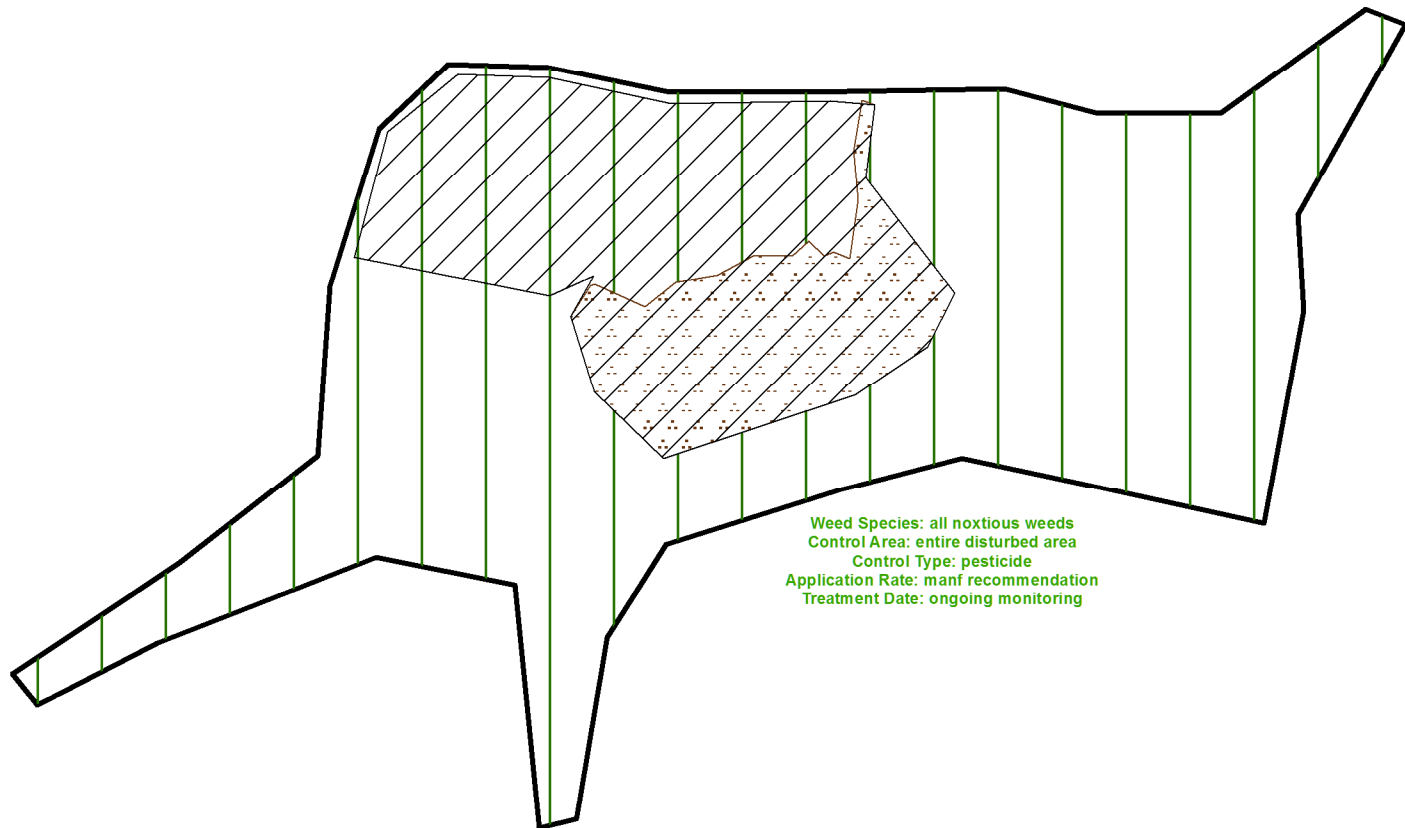 Weed Species: all noxtious weeds
Control Area: entire disturbed area
Control Type: pesticide
Application Rate: manf recommendation
Treatment Date: ongoing monitoring